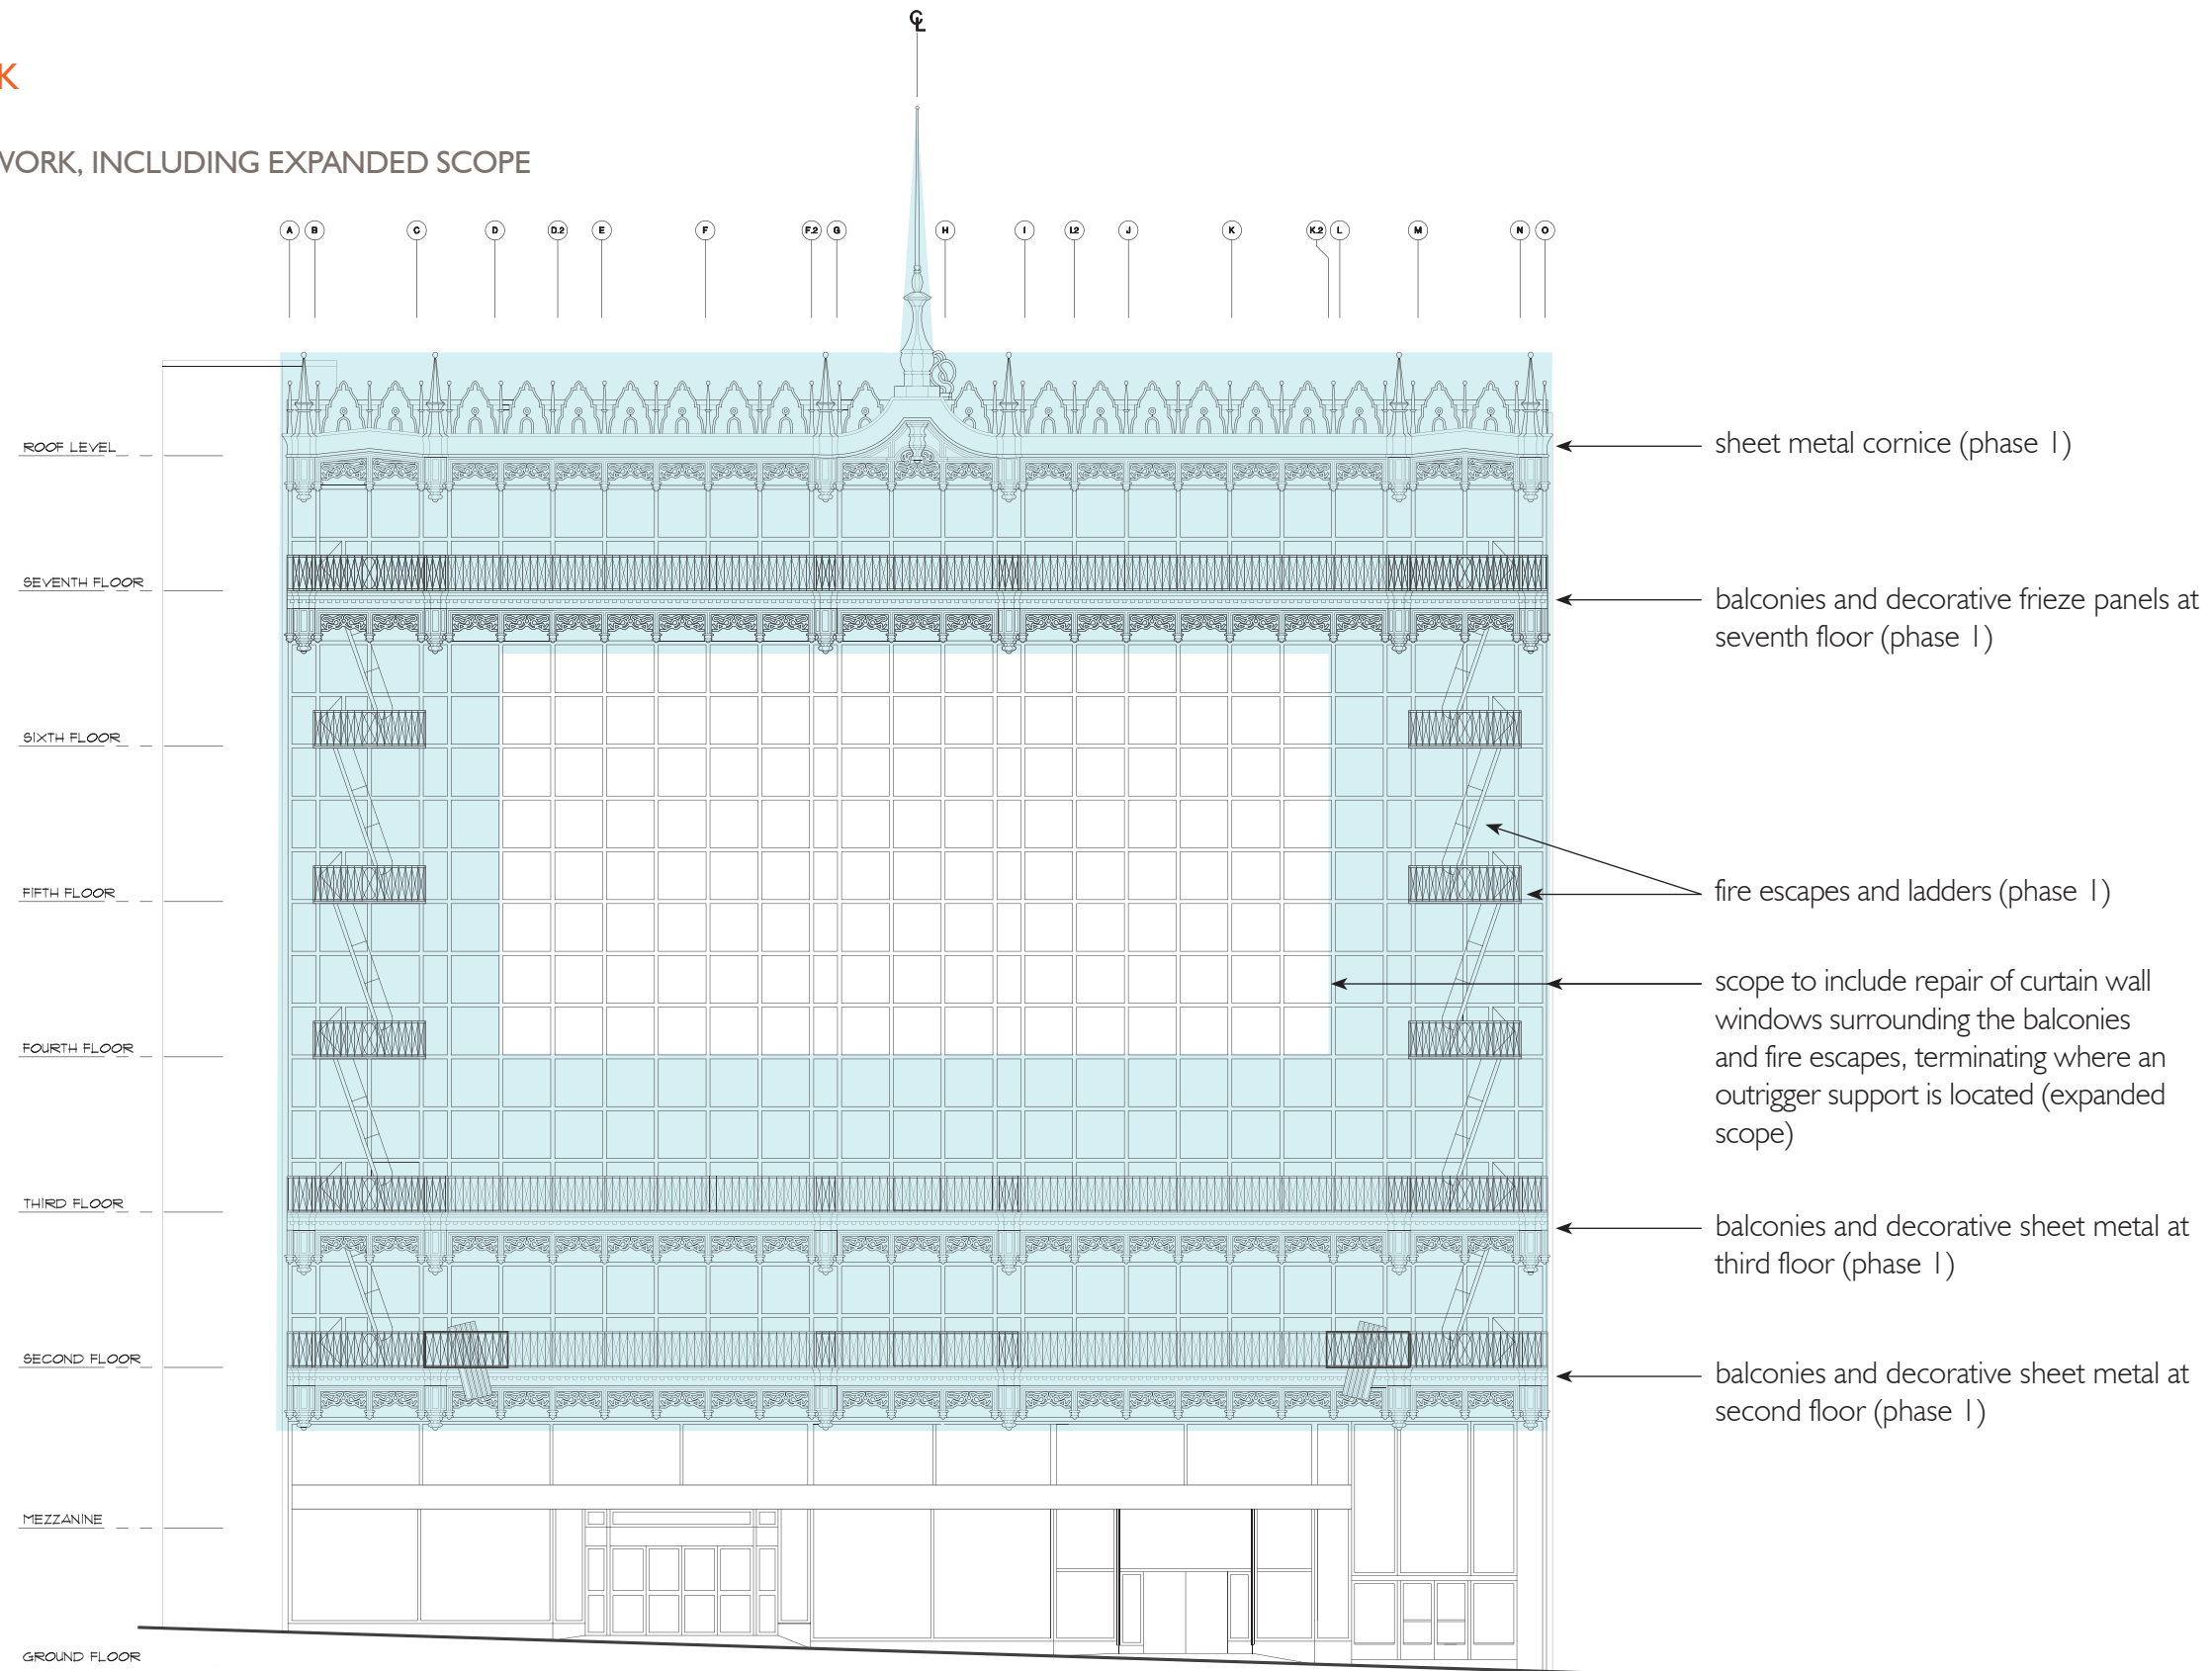 K
WORK, INCLUDING EXPANDED SCOPE
℄
A B C D D.2 E F F.2 G H I I.2 J K K.2 L M N O
ROOF LEVEL
sheet metal cornice (phase 1)
SEVENTH FLOOR
balconies and decorative frieze panels at
seventh floor (phase 1)
SIXTH FLOOR
FIFTH FLOOR
fire escapes and ladders (phase 1)
scope to include repair of curtain wall
windows surrounding the balconies
and fire escapes, terminating where an
outrigger support is located (expanded
scope)
FOURTH FLOOR
THIRD FLOOR
balconies and decorative sheet metal at
third floor (phase 1)
SECOND FLOOR
balconies and decorative sheet metal at
second floor (phase 1)
MEZZANINE
GROUND FLOOR